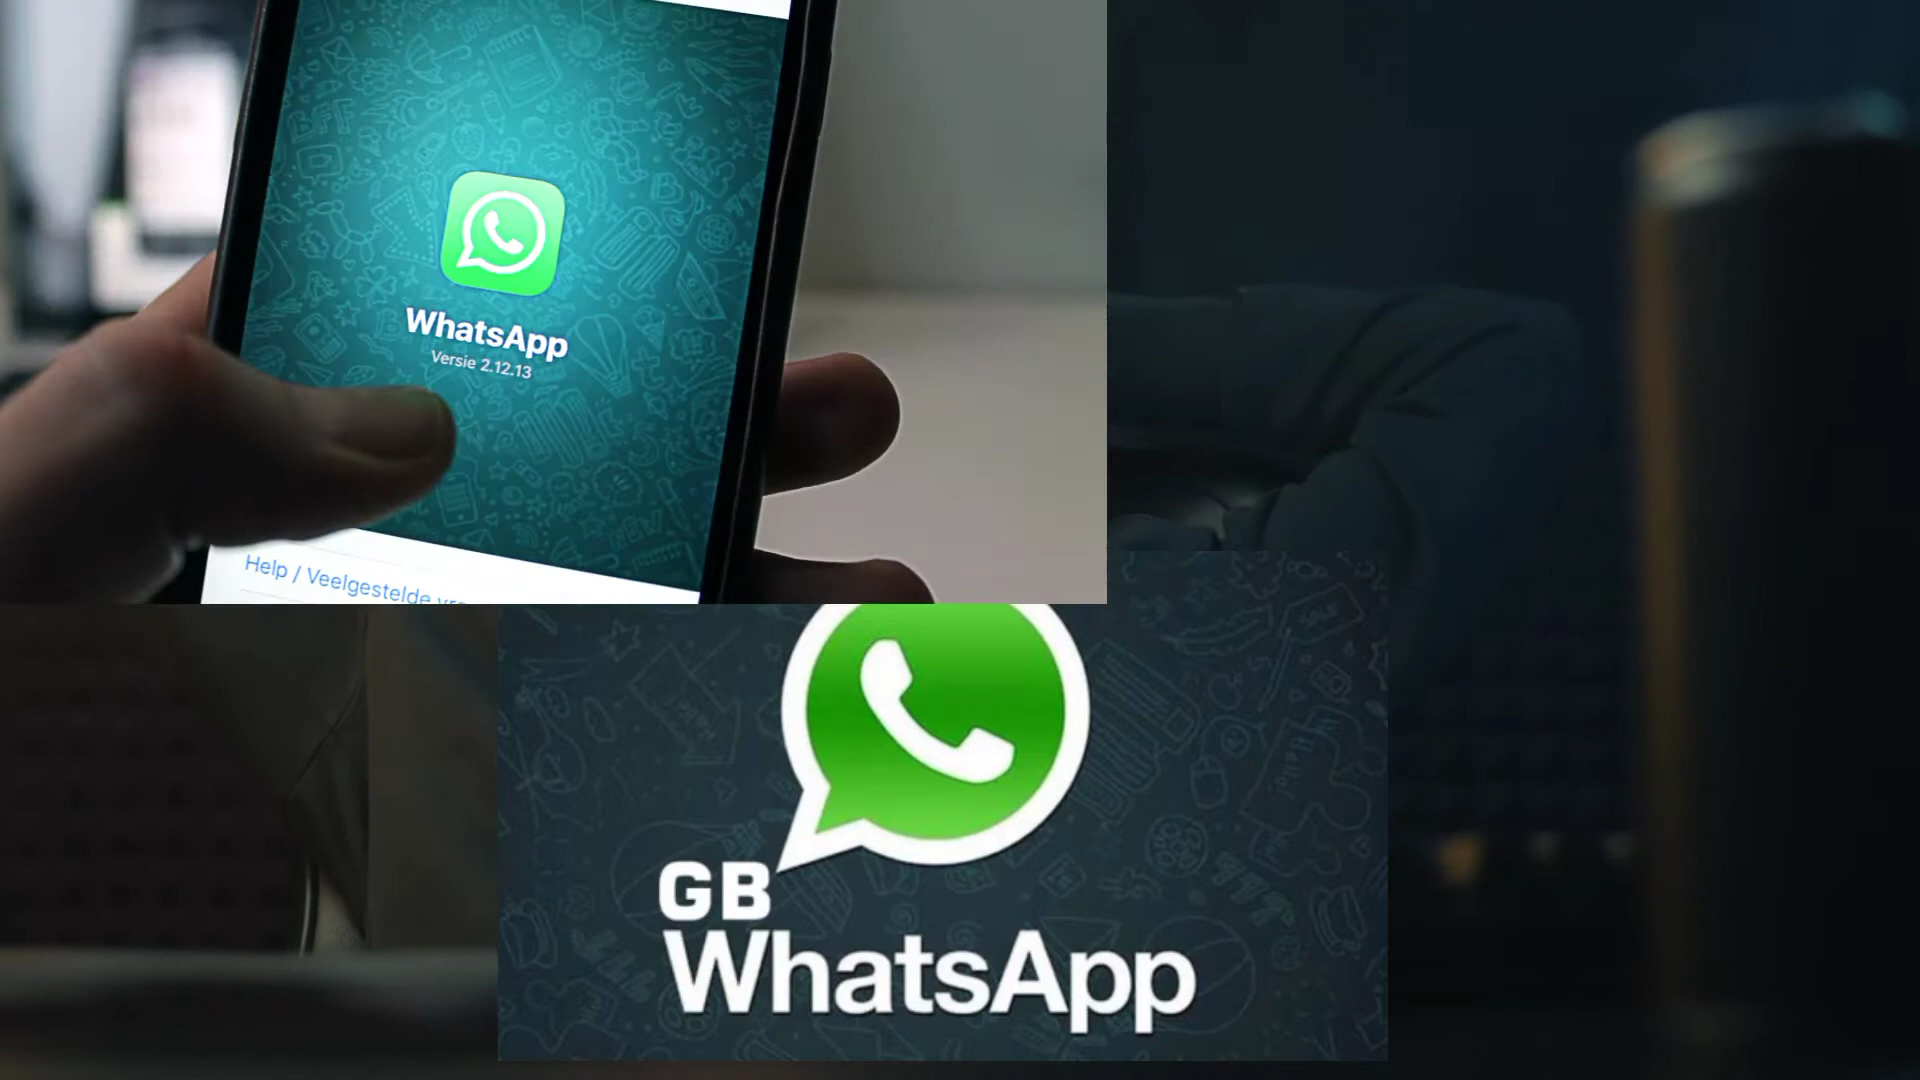 WhatsApp
Versie 2.12.13
Help / Veelgestelde
GB
WhatsApp